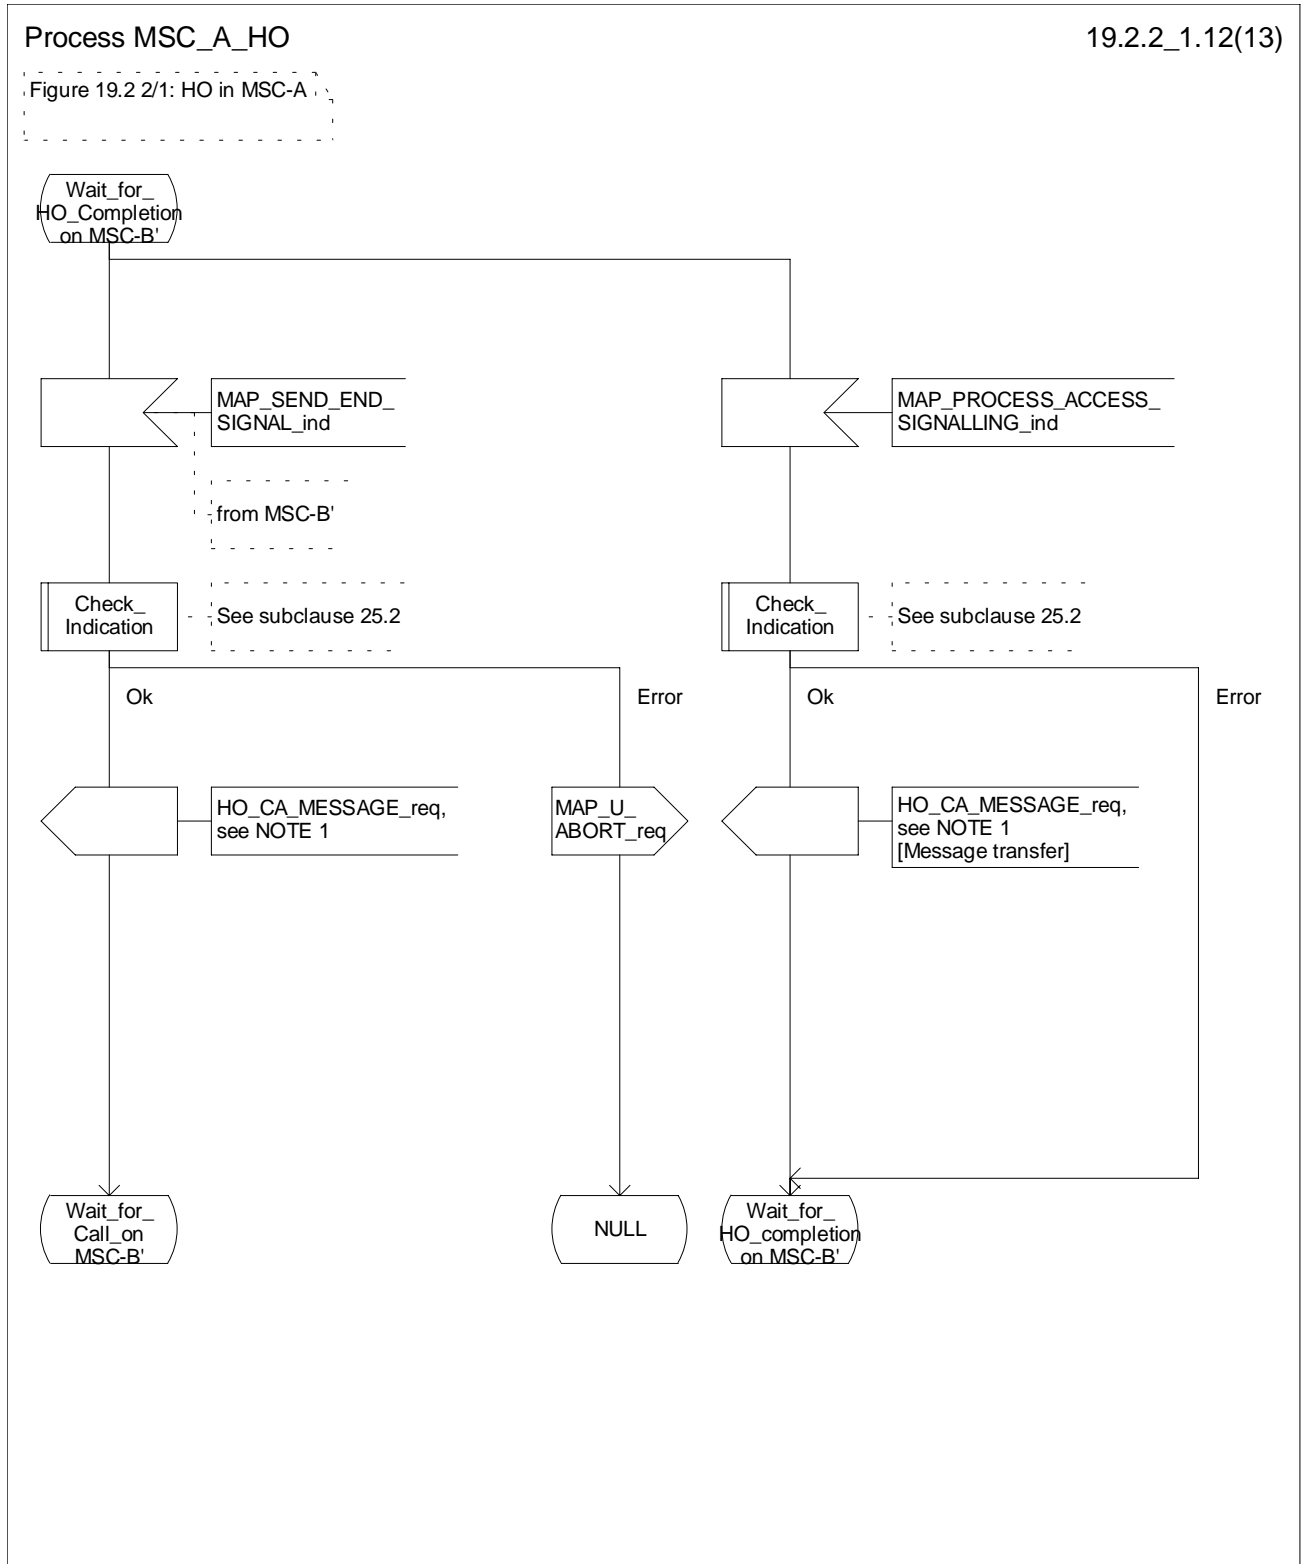 Process MSC_A_HO
19.2.2_1.12(13)
Figure 19.2 2/1: HO in MSC-A
Wait_for_
HO_Completion
on MSC-B'
MAP_SEND_END_
SIGNAL_ind
MAP_PROCESS_ACCESS_
SIGNALLING_ind
from MSC-B'
Check_
Indication
See subclause 25.2
Check_
Indication
See subclause 25.2
Ok
Error
Ok
Error
HO_CA_MESSAGE_req,
see NOTE 1
MAP_U_
ABORT_req
HO_CA_MESSAGE_req,
see NOTE 1
[Message transfer]
Wait_for_
Call_on
MSC-B'
NULL
Wait_for_
HO_completion
on MSC-B'